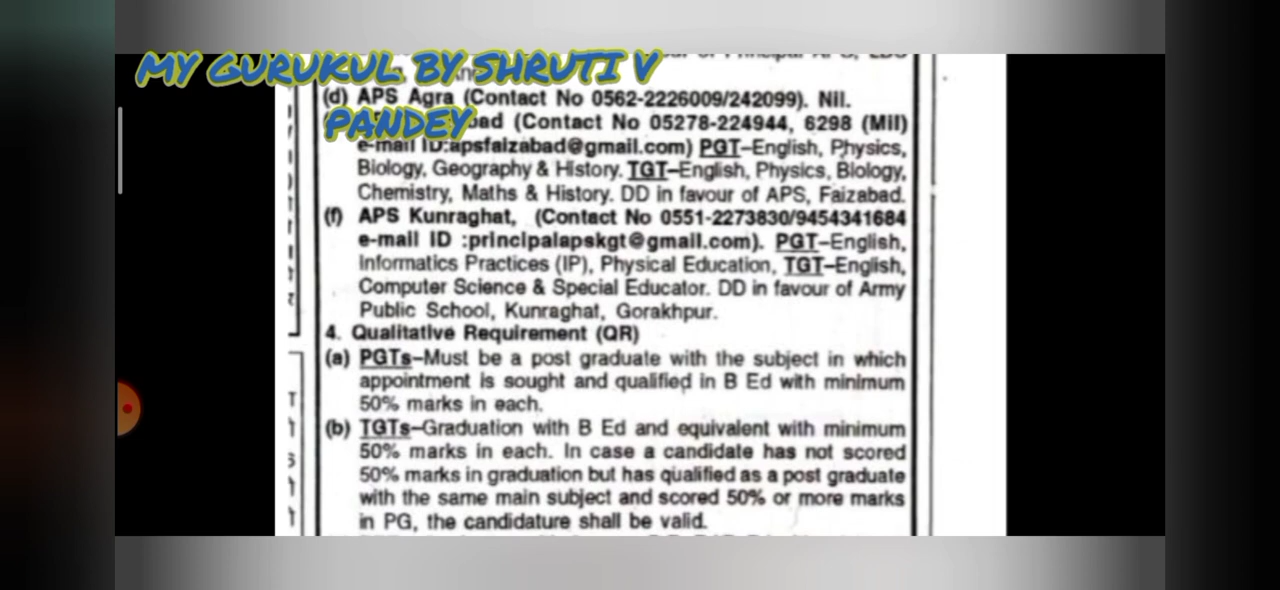 MY GURUKUL BY SHRUTI V
PANDEY
(d) APS Agra (Contact No 0562-2226009/242099). Nil.
(Contact No 05278-224944, 6298 (Mil)
e-mail ID:apsfaizabad@gmail.com) PGT–English, Physics,
Biology, Geography & History. TGT–English, Physics, Biology,
Chemistry, Maths & History. DD in favour of APS, Faizabad.
(f) APS Kunraghat, (Contact No 0551-2273830/9454341684
e-mail ID :principalapskgt@gmail.com). PGT–English,
Informatics Practices (IP), Physical Education, TGT–English,
Computer Science & Special Educator. DD in favour of Army
Public School, Kunraghat, Gorakhpur.
4. Qualitative Requirement (QR)
(a) PGTs–Must be a post graduate with the subject in which
appointment is sought and qualified in B Ed with minimum
50% marks in each.
(b) TGTs–Graduation with B Ed and equivalent with minimum
50% marks in each. In case a candidate has not scored
50% marks in graduation but has qualified as a post graduate
with the same main subject and scored 50% or more marks
in PG, the candidature shall be valid.